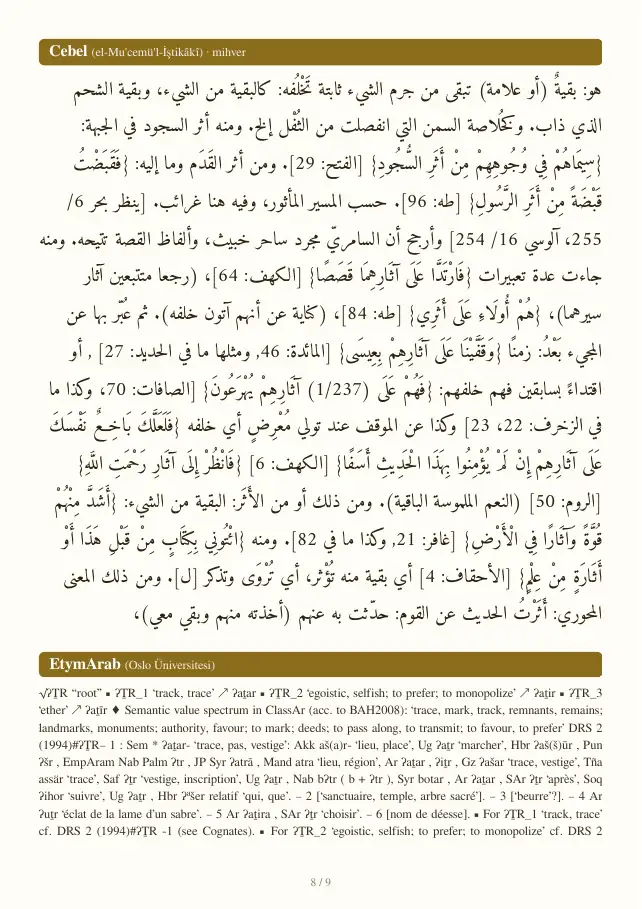 Cebel (el-Mu'cemü'l-İştikâkî) · mihver
هو: بقيةٌ (أو علامة) تبقى من جرم الشيء ثابتة تَخْلُفه: كالبقية من الشيء، وبقية الشحم
الذي ذاب. وكخُلاصة السمن التي انفصلت من الثُفْل إلخ. ومنه أثر السجود في الجبهة:
{سِيمَاهُمْ فِي وُجُوهِهِمْ مِنْ أَثَرِ السُّجُودِ} [الفتح: 29]. ومن أثر القَدَم وما إليه: {فَقَبَضْتُ
قَبْضَةً مِنْ أَثَرِ الرَّسُولِ} [طه: 96]. حسب المسير المأثور، وفيه هنا غرائب. [ينظر بحر 6/
255، آلوسي 16/ 254] وأرجح أن السامريّ مجرد ساحر خبيث، وألفاظ القصة تتيحه. ومنه
جاءت عدة تعبيرات {فَارْتَدَّا عَلَى آثَارِهِمَا قَصَصًا} [الكهف: 64]، (رجعا متتبعين آثار
سيرهما)، {هُمْ أُولَاءِ عَلَى أَثَرِي} [طه: 84]، (كناية عن أنهم آتون خلفه). ثم عبّر بها عن
المجيء بَعْدُ: زمنًا {وَقَفَّيْنَا عَلَى آثَارِهِمْ بِعِيسَى} [المائدة: 46, ومثلها ما في الحديد: 27] , أو
اقتداءً بسابقين فهم خلفهم: {فَهُمْ عَلَى (1/237) آثَارِهِمْ يُهْرَعُونَ} [الصافات: 70، وكذا ما
في الزخرف: 22، 23] وكذا عن الموقف عند تولي مُعْرِضٍ أي خلفه {فَلَعَلَّكَ بَاخِعٌ نَفْسَكَ
عَلَى آثَارِهِمْ إِنْ لَمْ يُؤْمِنُوا بِهَذَا الْحَدِيثِ أَسَفًا} [الكهف: 6] {فَانْظُرْ إِلَى آثَارِ رَحْمَتِ اللَّهِ}
[الروم: 50] (النعم الملموسة الباقية). ومن ذلك أو من الأَثَر: البقية من الشيء: {أَشَدَّ مِنْهُمْ
قُوَّةً وَآثَارًا فِي الْأَرْضِ} [غافر: 21, وكذا ما في 82]. ومنه {ائْتُونِي بِكِتَابٍ مِنْ قَبْلِ هَذَا أَوْ
أَثَارَةٍ مِنْ عِلْمٍ} [الأحقاف: 4] أي بقية منه تُؤْثر، أي تُرْوَى وتذكر [ل]. ومن ذلك المعنى
المحوري: أَثَرْتُ الحديث عن القوم: حدّثت به عنهم (أخذته منهم وبقي معي)،
EtymArab (Oslo Üniversitesi)
√ʔṮR “root” ▪ ʔṮR_1 ‘track, trace’ ↗ ʔaṯar ▪ ʔṮR_2 ‘egoistic, selfish; to prefer; to monopolize’ ↗ ʔaṯir ▪ ʔṮR_3
‘ether’ ↗ ʔaṯīr ♦ Semantic value spectrum in ClassAr (acc. to BAH2008): ‘trace, mark, track, remnants, remains;
landmarks, monuments; authority, favour; to mark; deeds; to pass along, to transmit; to favour, to prefer’ DRS 2
(1994)#ʔṮR– 1 : Sem * ʔaṯar- ‘trace, pas, vestige’: Akk aš(a)r- ‘lieu, place’, Ug ʔaṯr ‘marcher’, Hbr ʔaš(š)ūr , Pun
ʔšr , EmpAram Nab Palm ʔtr , JP Syr ʔatrā , Mand atra ‘lieu, région’, Ar ʔaṯar , ʔiṯr , Gz ʔašar ‘trace, vestige’, Tña
assär ‘trace’, Saf ʔṯr ‘vestige, inscription’, Ug ʔaṯr , Nab bʔtr ( b + ʔtr ), Syr botar , Ar ʔaṯar , SAr ʔṯr ‘après’, Soq
ʔihor ‘suivre’, Ug ʔaṯr , Hbr ʔᵃšer relatif ‘qui, que’. – 2 [‘sanctuaire, temple, arbre sacré’]. – 3 [‘beurre’?]. – 4 Ar
ʔuṯr ‘éclat de la lame d’un sabre’. – 5 Ar ʔaṯira , SAr ʔṯr ‘choisir’. – 6 [nom de déesse]. ▪ For ʔṮR_1 ‘track, trace’
cf. DRS 2 (1994)#ʔṮR -1 (see Cognates). ▪ For ʔṮR_2 ‘egoistic, selfish; to prefer; to monopolize’ cf. DRS 2
8 / 9